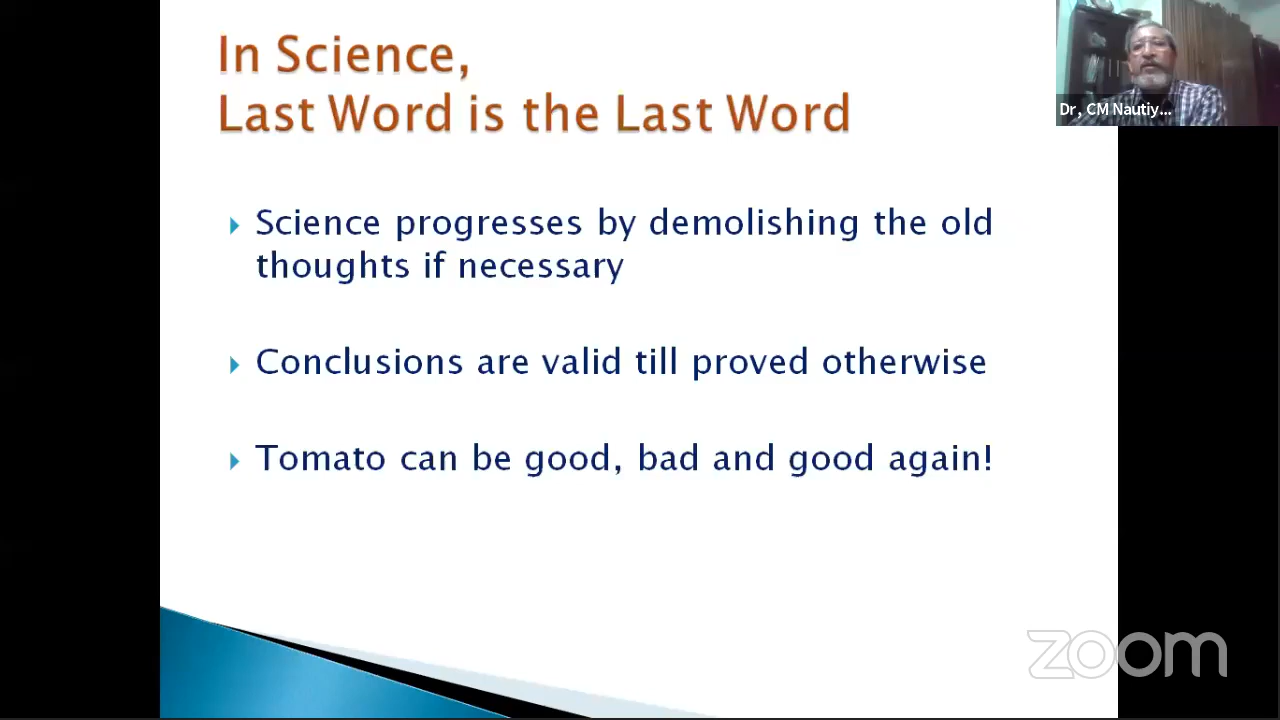 In Science,
Last Word is the Last Word
Dr, CM Nautiy...
Science progresses by demolishing the old
thoughts if necessary
Conclusions are valid till proved otherwise
Tomato can be good, bad and good again!
zoom